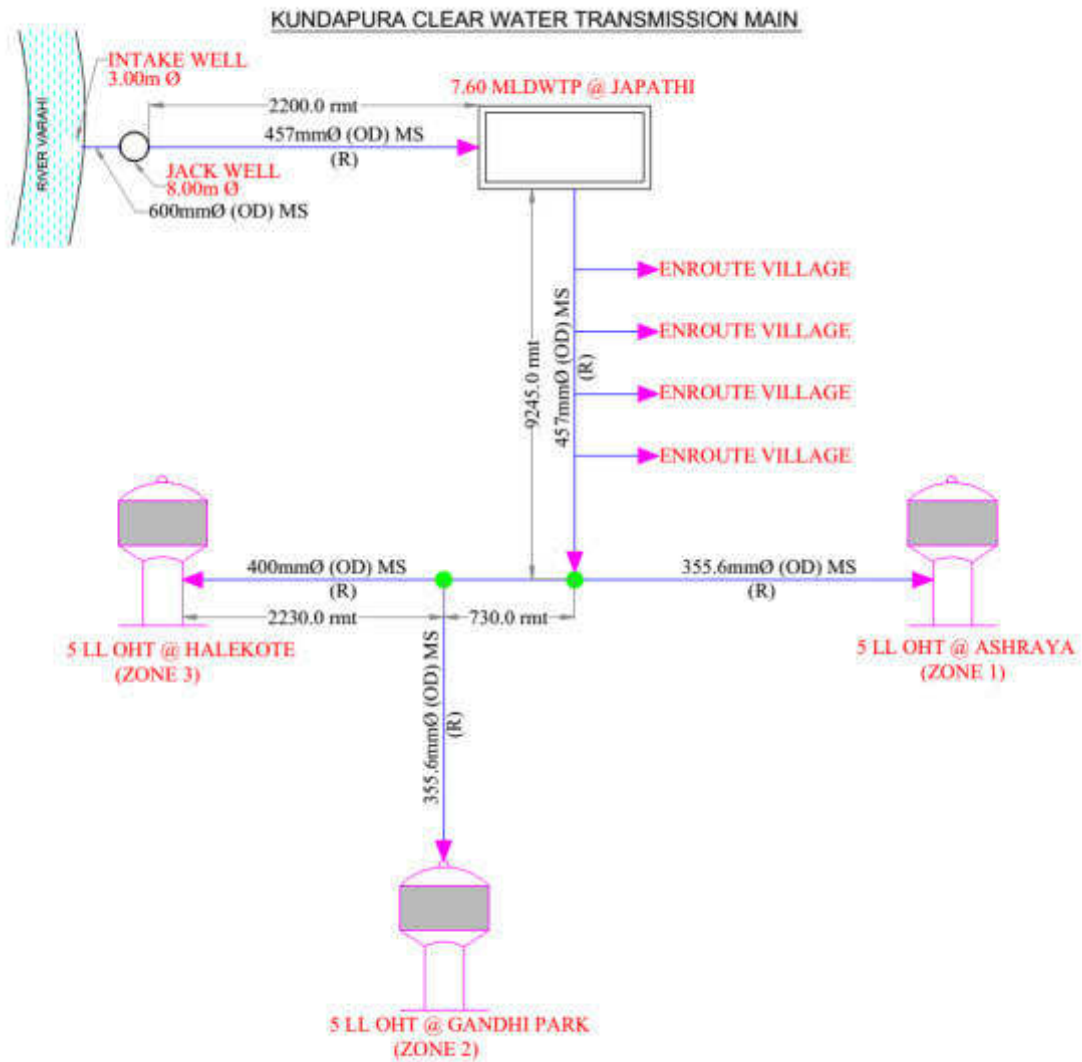 KUNDAPURA CLEAR WATER TRANSMISSION MAIN
INTAKE WELL
3.00m Ø
RIVER VARAHI
2200.0 rmt
457mmØ (OD) MS
(R)
JACK WELL
8.00m Ø
600mmØ (OD) MS
7.60 MLDWTP @ JAPATHI
ENROUTE VILLAGE
ENROUTE VILLAGE
ENROUTE VILLAGE
ENROUTE VILLAGE
9245.0 rmt
457mmØ (OD) MS
(R)
400mmØ (OD) MS
(R)
2230.0 rmt
730.0 rmt
355.6mmØ (OD) MS
(R)
5 LL OHT @ HALEKOTE
(ZONE 3)
355.6mmØ (OD) MS
(R)
5 LL OHT @ ASHRAYA
(ZONE 1)
5 LL OHT @ GANDHI PARK
(ZONE 2)